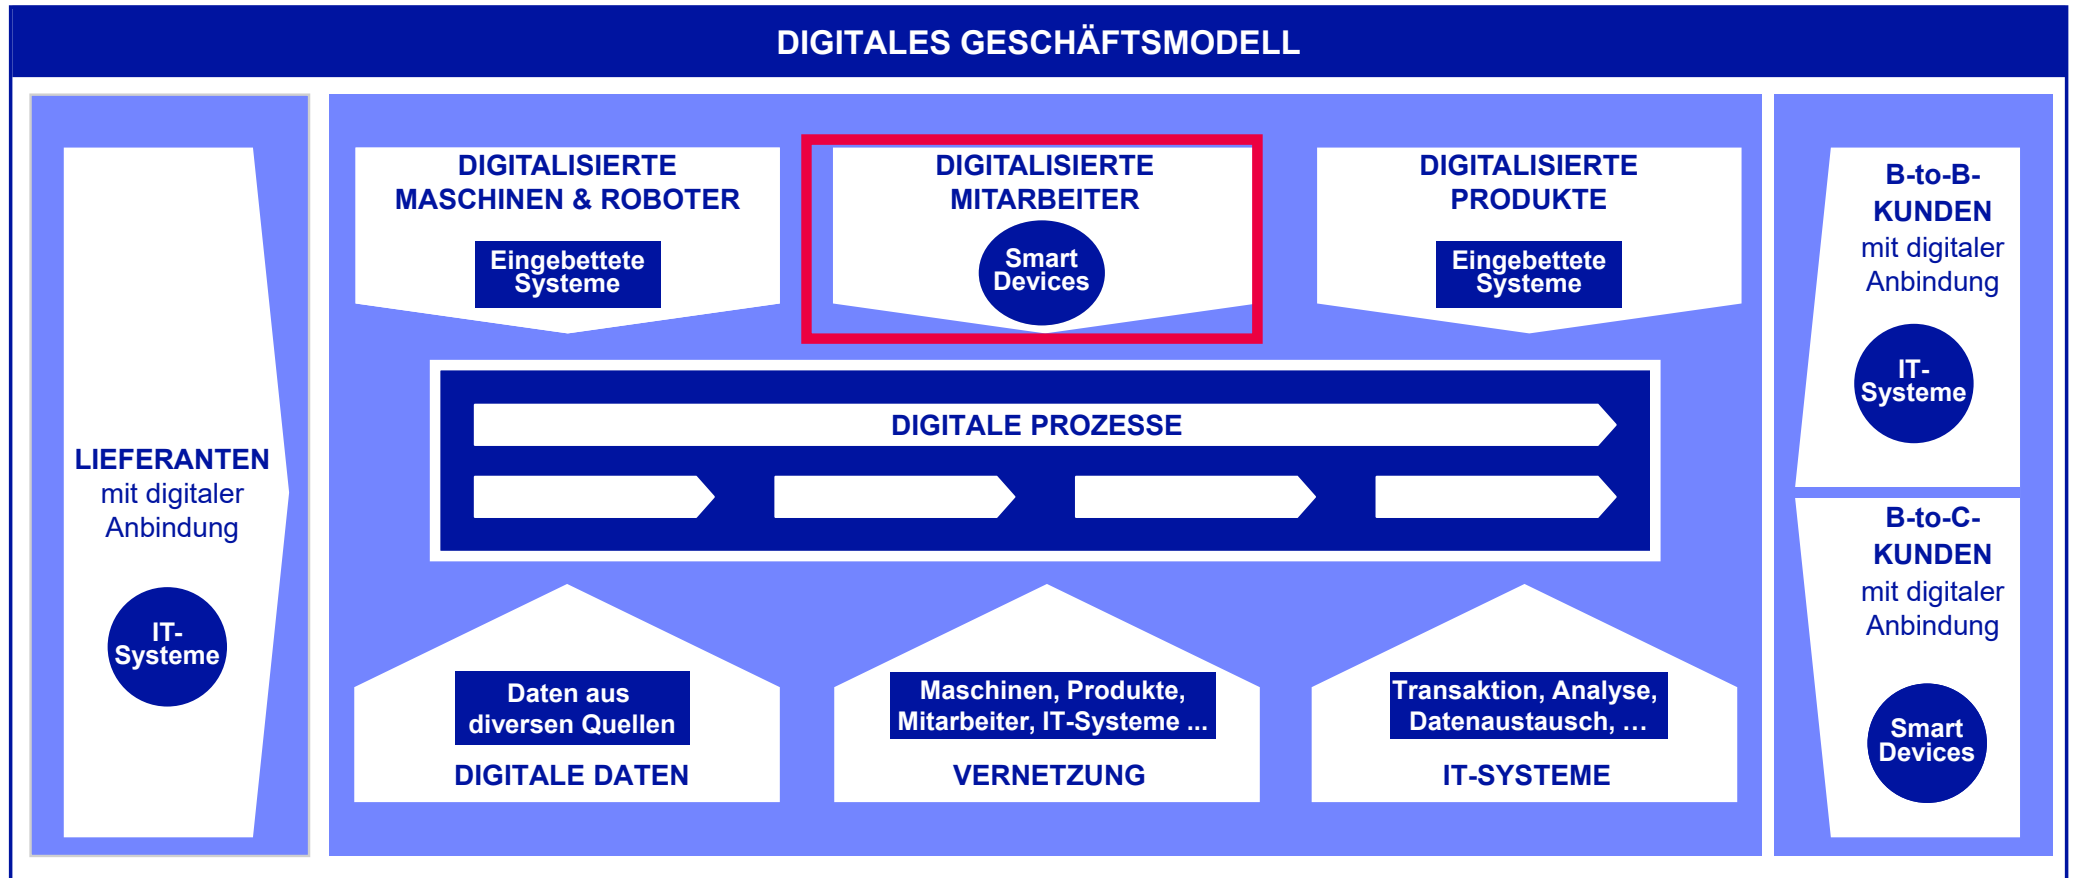 DIGITALES GESCHÄFTSMODELL
LIEFERANTEN
mit digitaler
Anbindung
IT-
Systeme
DIGITALISIERTE
MASCHINEN & ROBOTER
Eingebettete
Systeme
DIGITALISIERTE
MITARBEITER
Smart
Devices
DIGITALISIERTE
PRODUKTE
Eingebettete
Systeme
DIGITALE PROZESSE
Daten aus
diversen Quellen
DIGITALE DATEN
Maschinen, Produkte,
Mitarbeiter, IT-Systeme ...
VERNETZUNG
Transaktion, Analyse,
Datenaustausch, …
IT-SYSTEME
B-to-B-
KUNDEN
mit digitaler
Anbindung
IT-
Systeme
B-to-C-
KUNDEN
mit digitaler
Anbindung
Smart
Devices